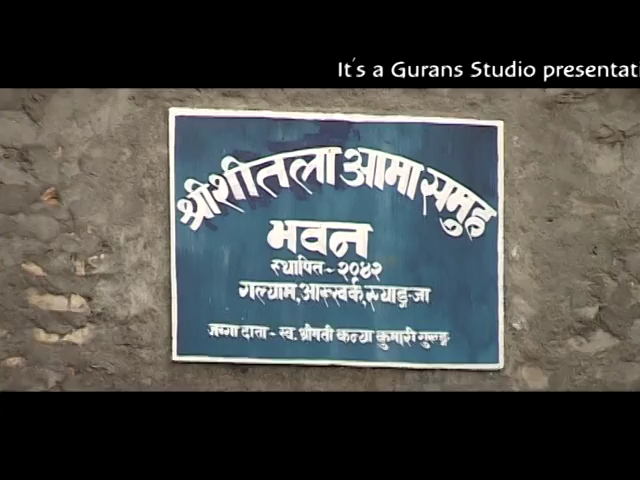 It's a Gurans Studio presentati
श्री शीतला आमा समुह
भवन
स्थापित - २०४२
गल्याम, आरुखर्क, स्याङ्जा
जग्गा दाता - स्व. श्रीमती कन्या कुमारी गुरुङ्ग